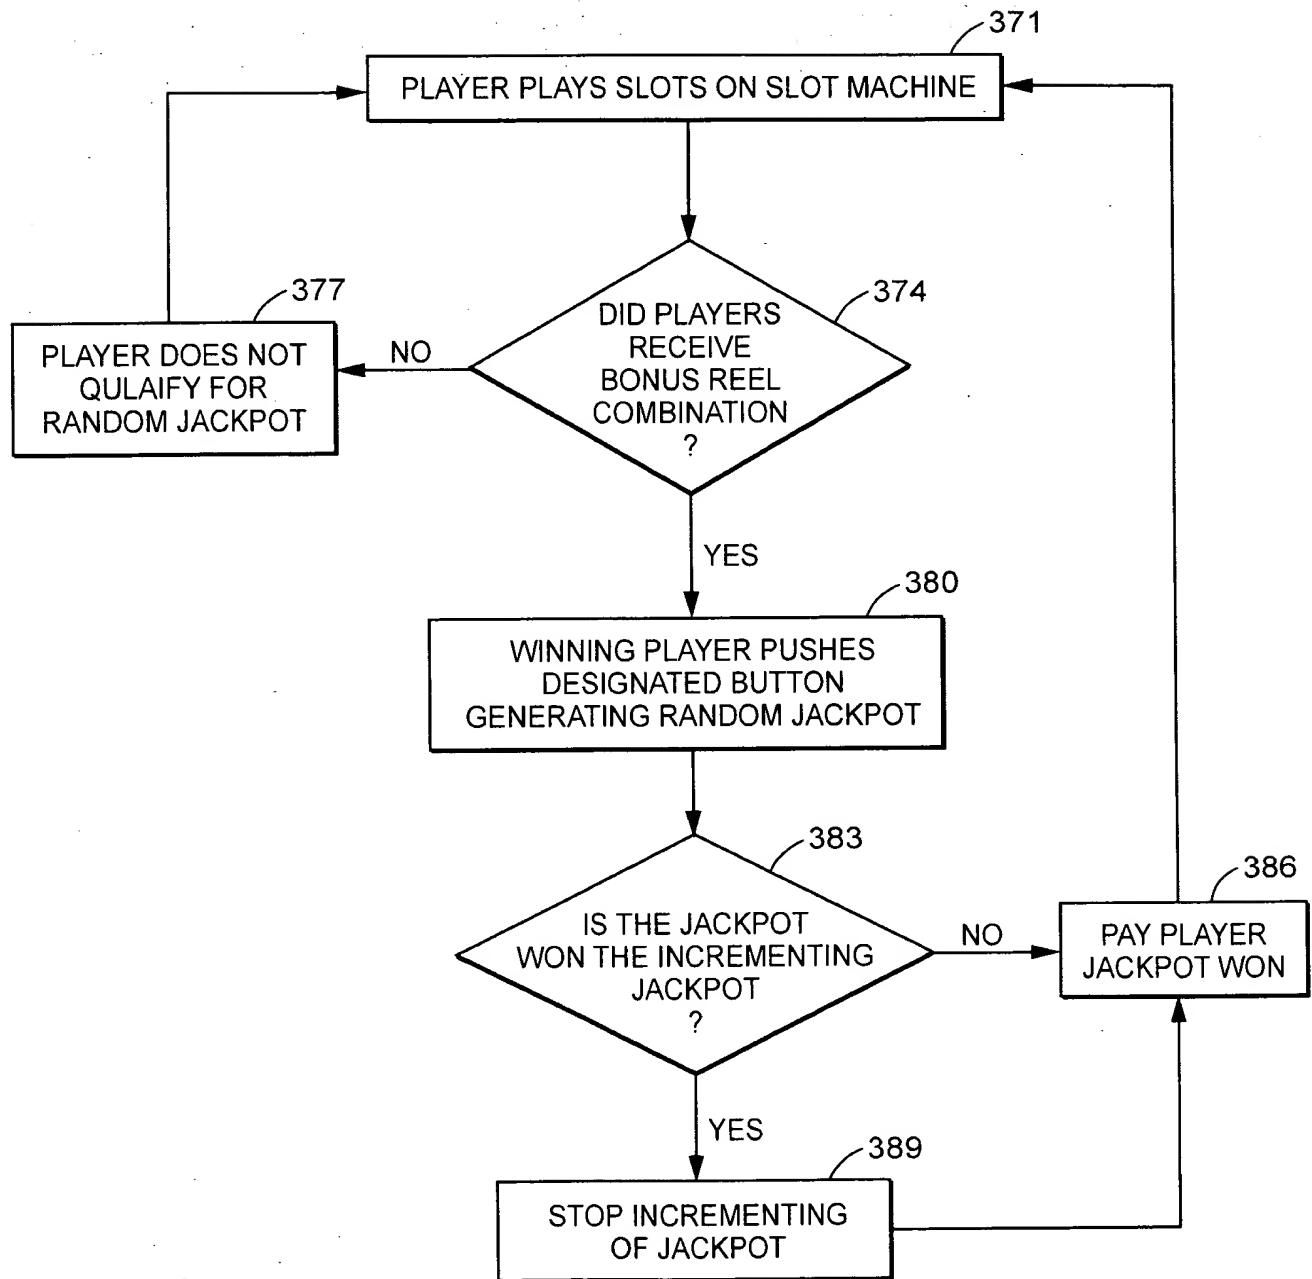 371
PLAYER PLAYS SLOTS ON SLOT MACHINE
377
374
DID PLAYERS
RECEIVE
BONUS REEL
COMBINATION
?
NO
PLAYER DOES NOT
QULAIFY FOR
RANDOM JACKPOT
YES
380
WINNING PLAYER PUSHES
DESIGNATED BUTTON
GENERATING RANDOM JACKPOT
383
IS THE JACKPOT
WON THE INCREMENTING
JACKPOT
?
NO
386
PAY PLAYER
JACKPOT WON
YES
389
STOP INCREMENTING
OF JACKPOT